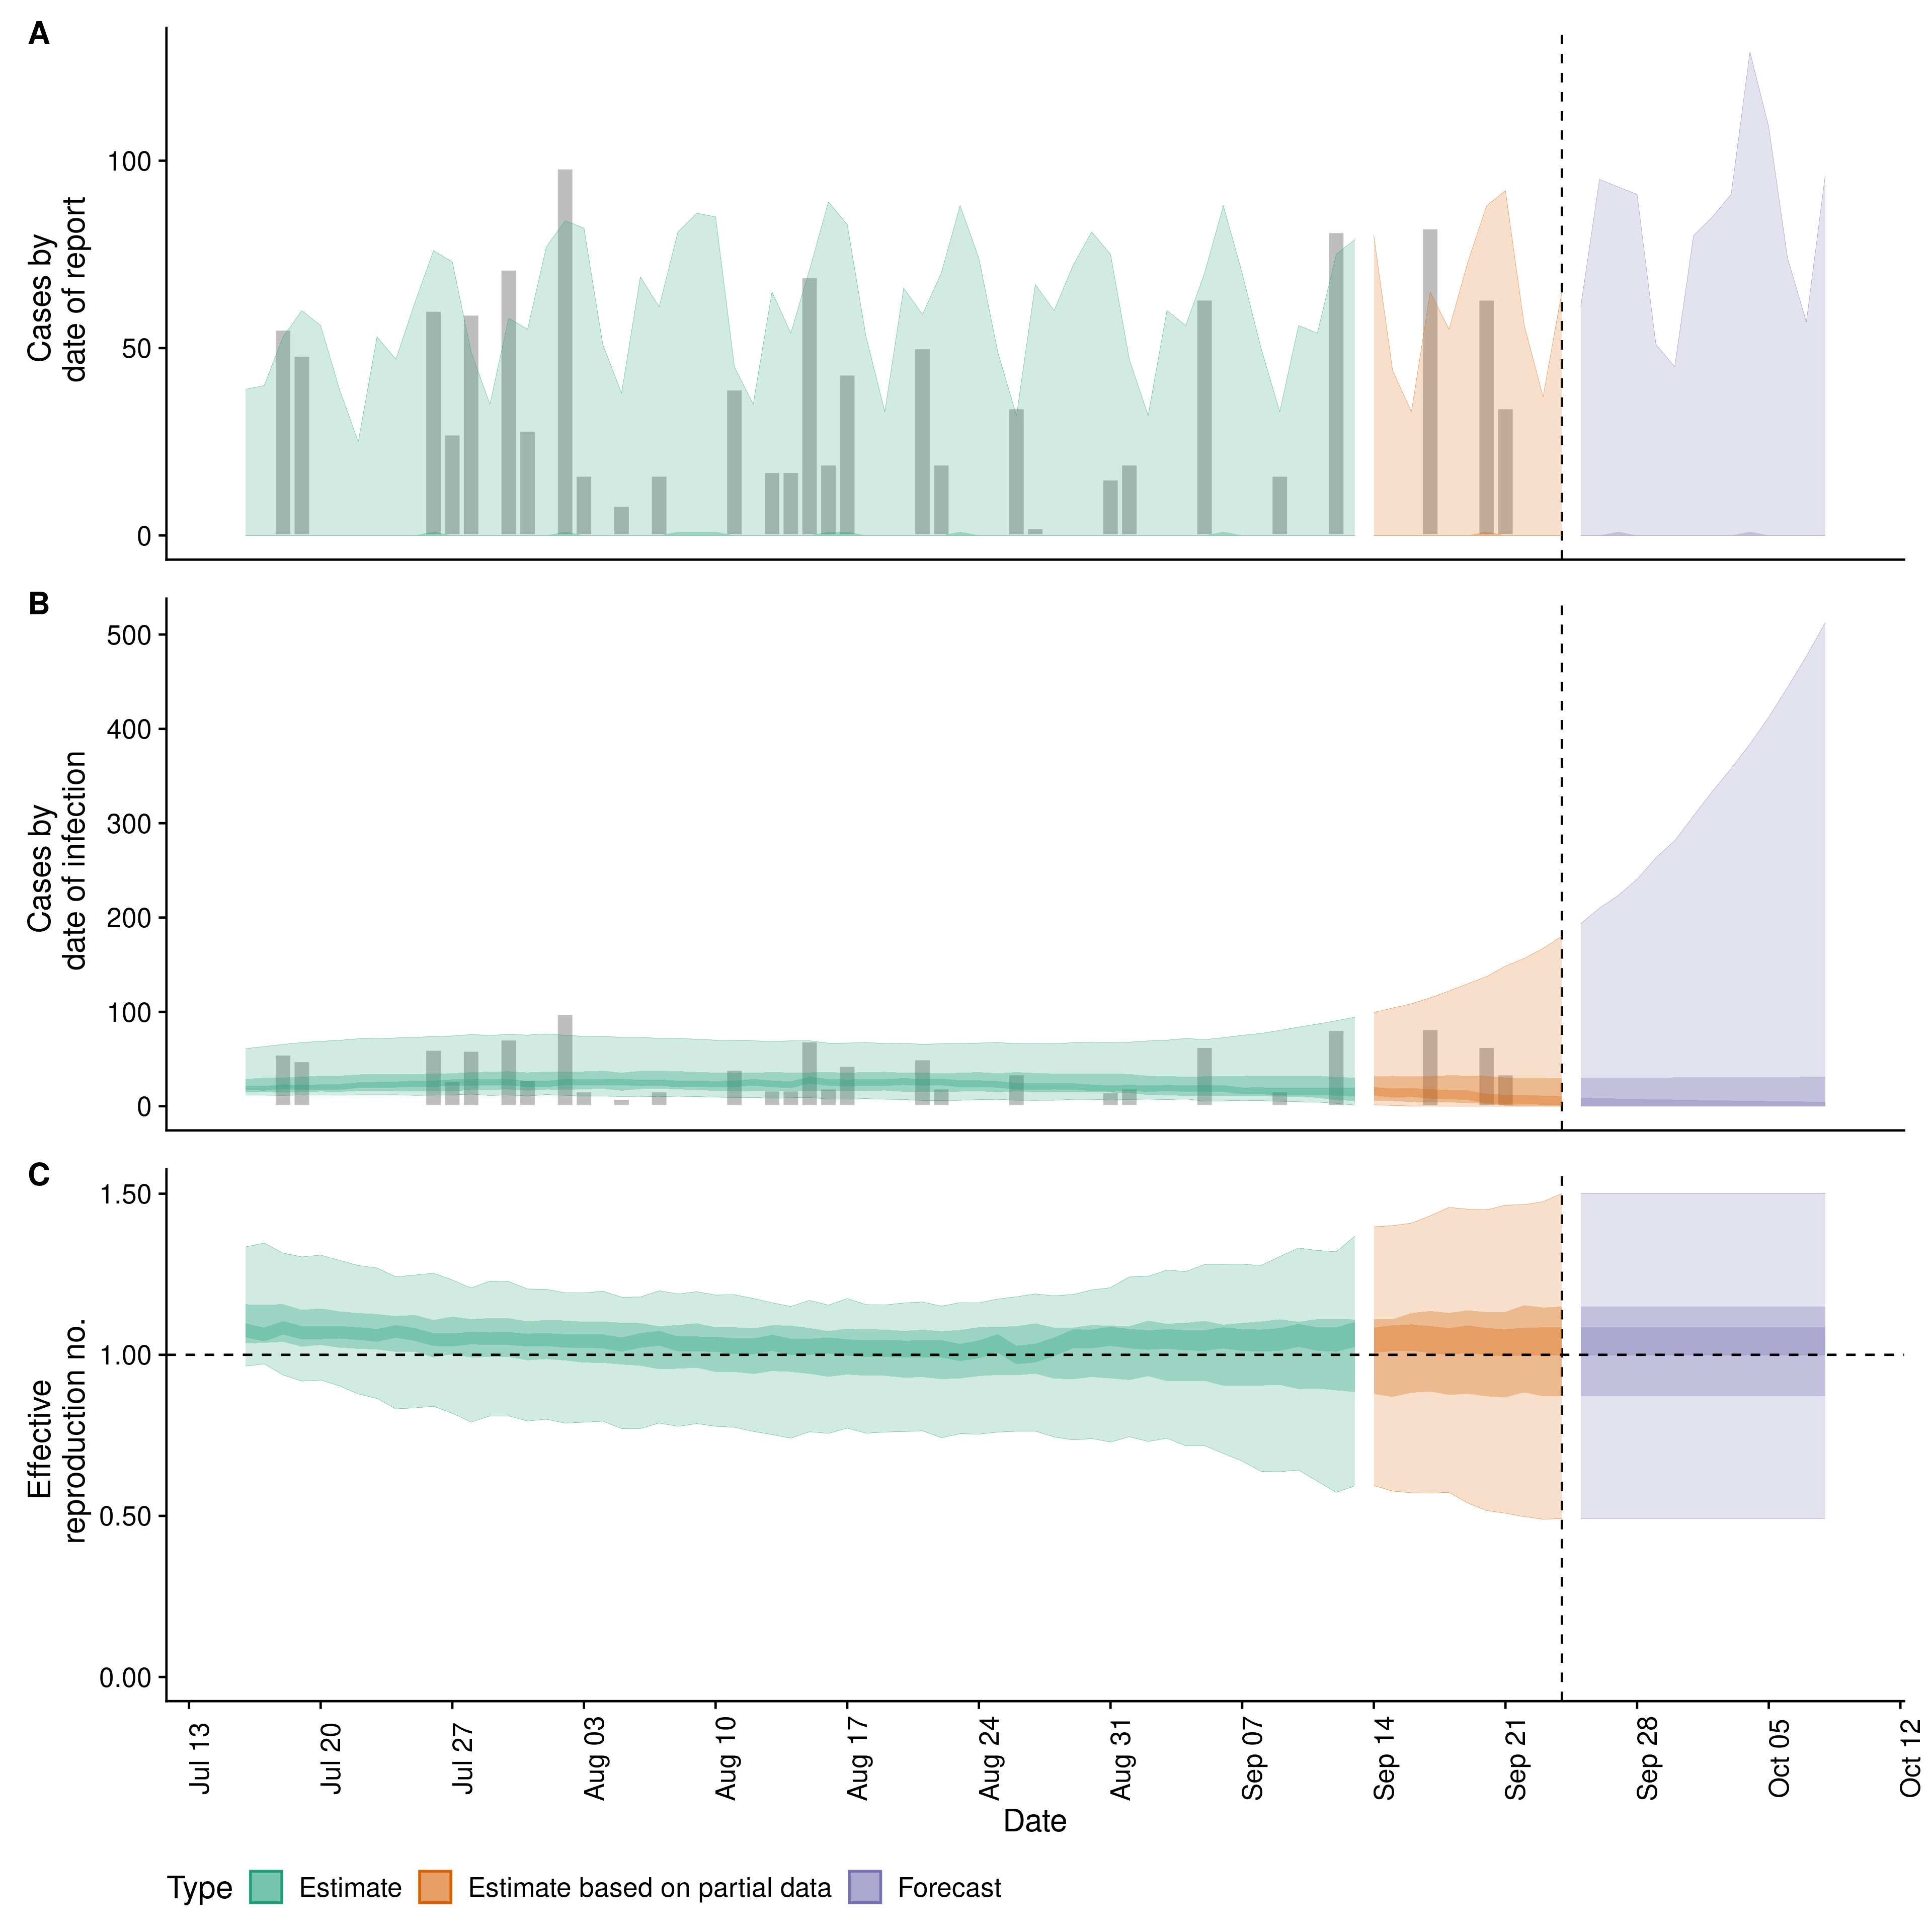 A
Cases by
date of report
100
50
0
B
Cases by
date of infection
500
400
300
200
100
0
C
Effective
reproduction no.
1.50
1.00
0.50
0.00
Jul 13
Jul 20
Jul 27
Aug 03
Aug 10
Aug 17
Aug 24
Aug 31
Sep 07
Sep 14
Sep 21
Sep 28
Oct 05
Oct 12
Date
Type Estimate Estimate based on partial data Forecast